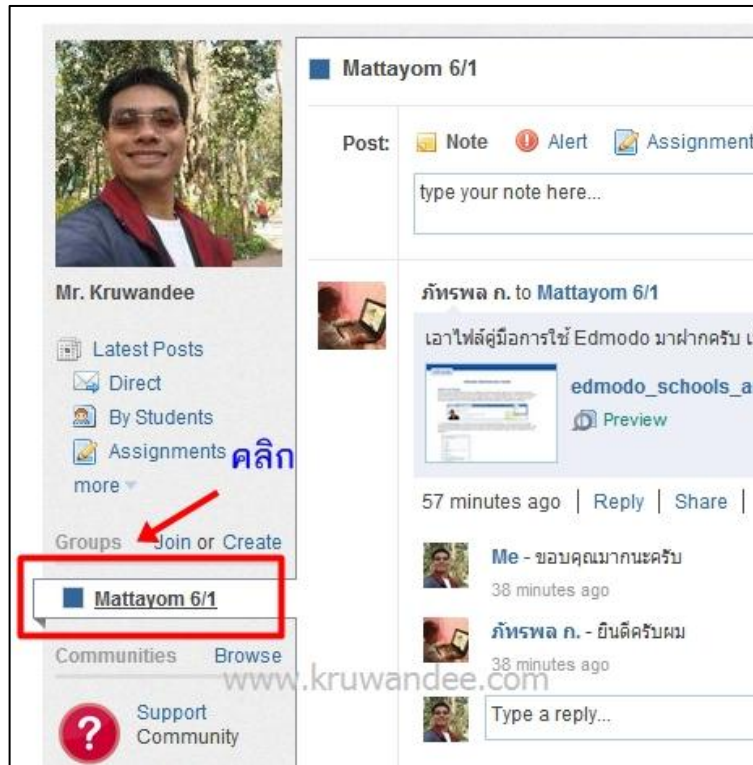 Mattayom 6/1
Post: Note Alert Assignment
type your note here...
Mr. Kruwandee
Latest Posts
Direct
By Students
Assignments
more
คลิก
Groups Join or Create
Mattayom 6/1
Communities Browse
Support
Community
ภัทรพล ก. to Mattayom 6/1
เอาไฟล์คู่มือการใช้ Edmodo มาฝากครับ
edmodo_schools_a
Preview
57 minutes ago | Reply | Share |
Me - ขอบคุณมากนะครับ
38 minutes ago
ภัทรพล ก. - ยินดีครับผม
38 minutes ago
www.kruwandee.com
Type a reply...